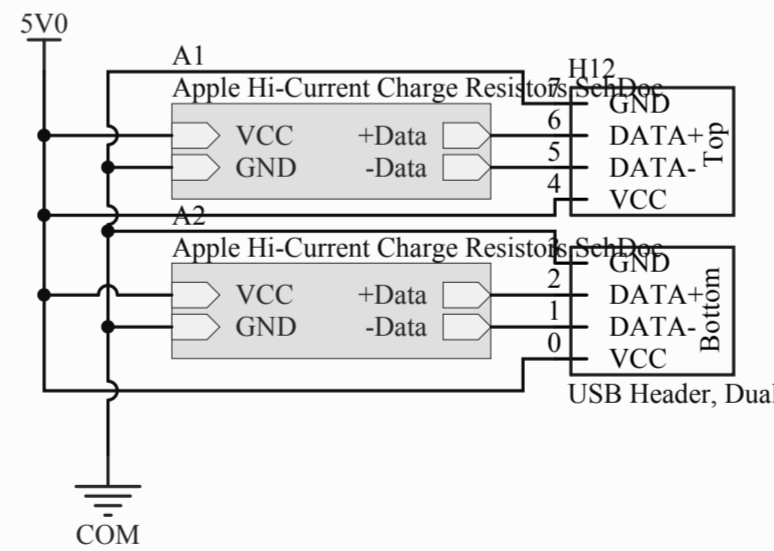 5V0
A1
Apple Hi-Current Charge Resistors.SchDoc
H12
7 GND
VCC +Data 6 DATA+
GND -Data 5 DATA-
4 VCC
Top
A2
Apple Hi-Current Charge Resistors.SchDoc
3 GND
VCC +Data 2 DATA+
GND -Data 1 DATA-
0 VCC
Bottom
USB Header, Dual
COM